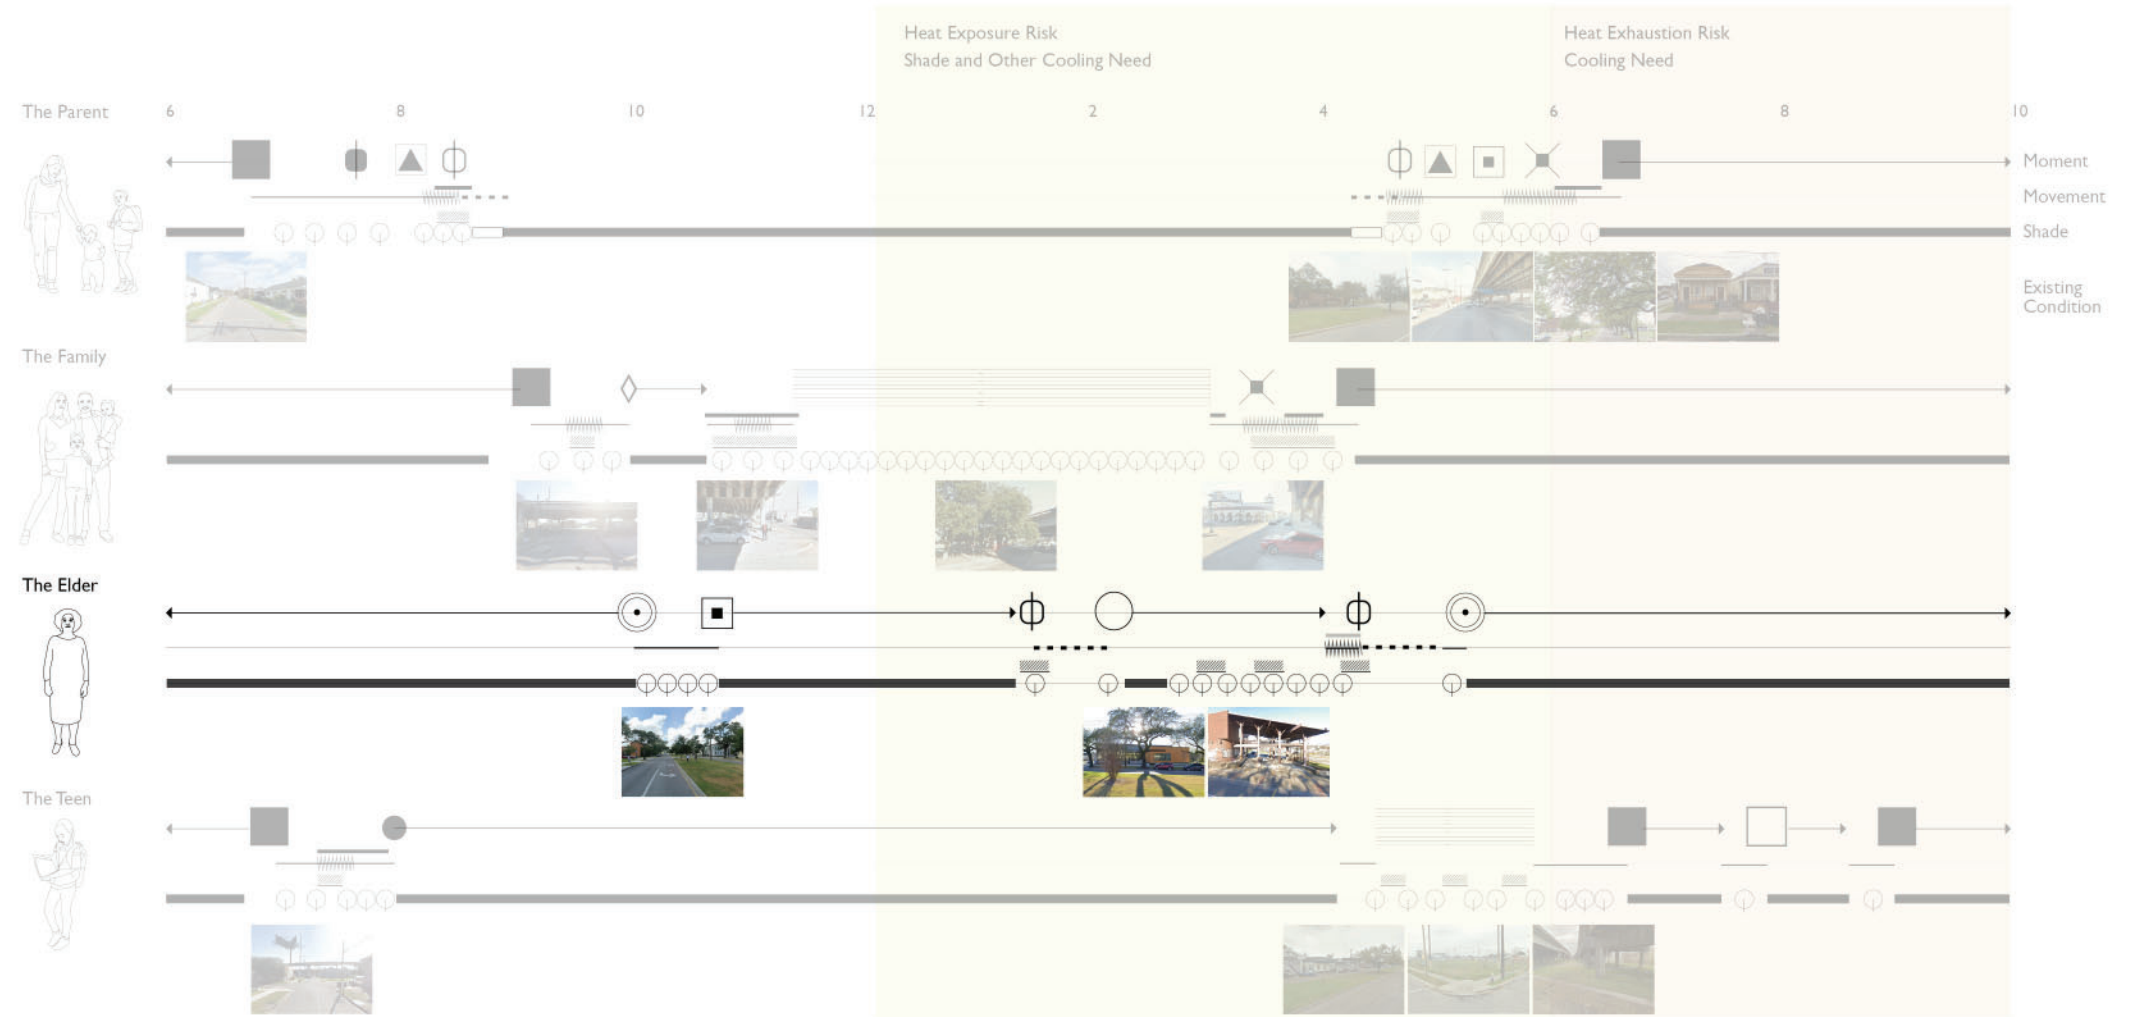 Heat Exposure Risk
Shade and Other Cooling Need
Heat Exhaustion Risk
Cooling Need
The Parent
6 8 10 12 2 4 6 8 10
Moment
Movement
Shade
Existing
Condition
The Family
The Elder
The Teen